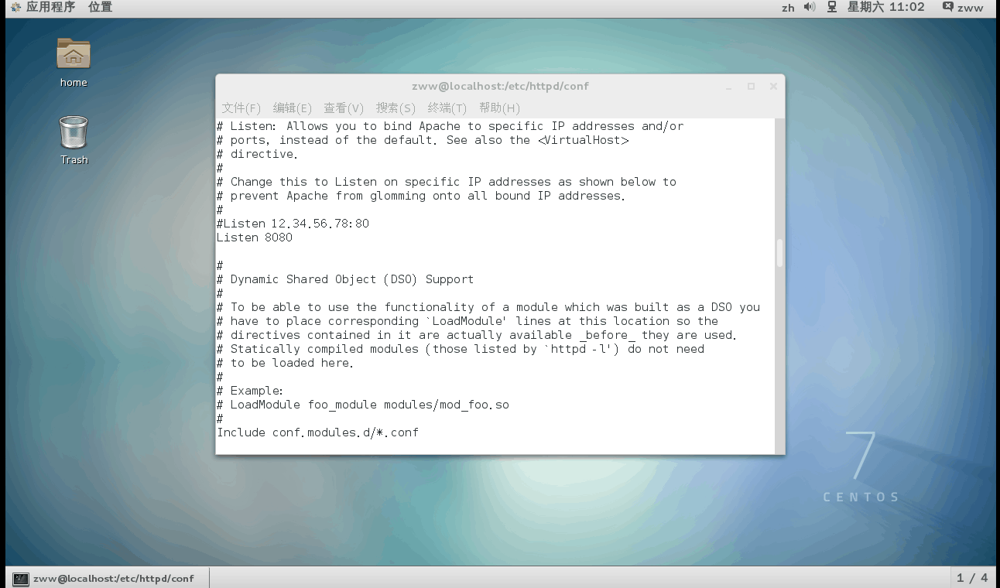 应用程序 位置 zh 星期六 11:02 zww
home
Trash
zww@localhost:/etc/httpd/conf
文件(F) 编辑(E) 查看(V) 搜索(S) 终端(T) 帮助(H)
# Listen: Allows you to bind Apache to specific IP addresses and/or
# ports, instead of the default. See also the <VirtualHost>
# directive.
#
# Change this to Listen on specific IP addresses as shown below to
# prevent Apache from glomming onto all bound IP addresses.
#
#Listen 12.34.56.78:80
Listen 8080
#
# Dynamic Shared Object (DSO) Support
#
# To be able to use the functionality of a module which was built as a DSO you
# have to place corresponding `LoadModule' lines at this location so the
# directives contained in it are actually available _before_ they are used.
# Statically compiled modules (those listed by `httpd -l') do not need
# to be loaded here.
#
# Example:
# LoadModule foo_module modules/mod_foo.so
#
Include conf.modules.d/*.conf
7
CENTOS
zww@localhost:/etc/httpd/conf 1 / 4